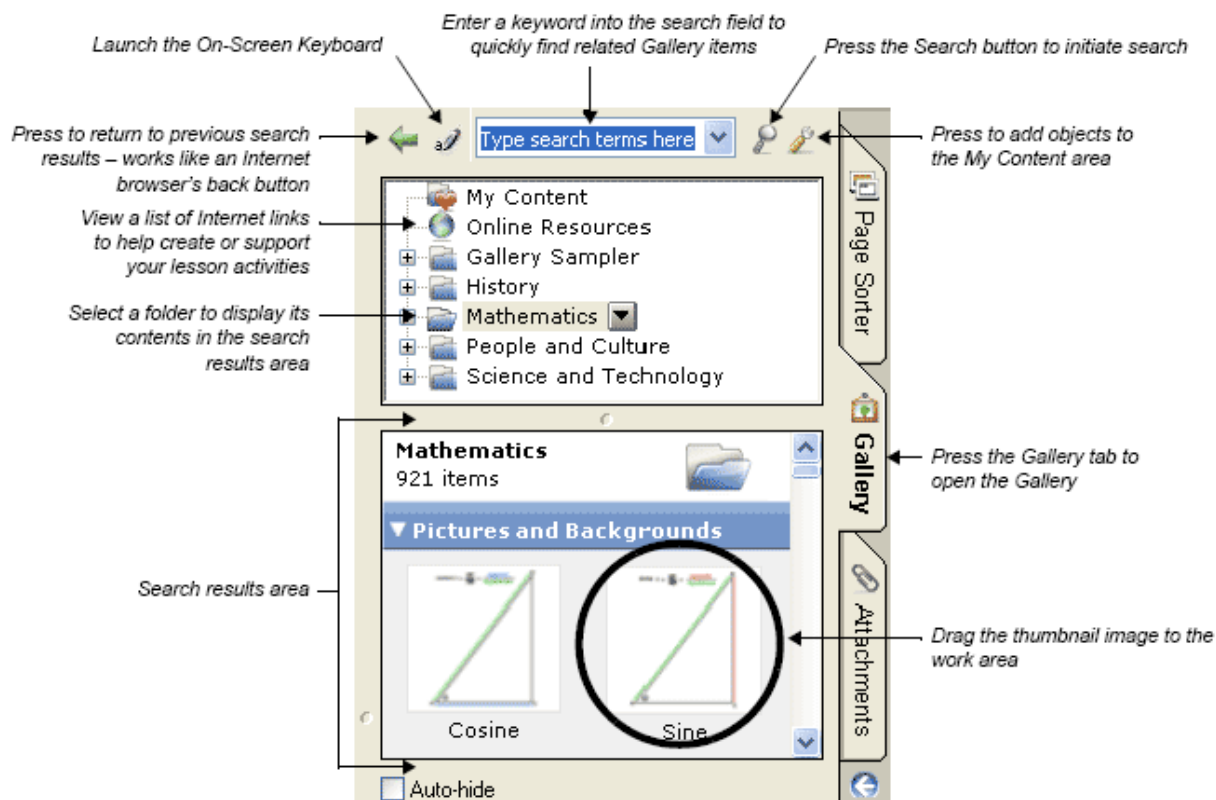 Enter a keyword into the search field to
quickly find related Gallery items
Launch the On-Screen Keyboard
Press the Search button to initiate search
Press to return to previous search
results – works like an Internet
browser's back button
Type search terms here
Press to add objects to
the My Content area
View a list of Internet links
to help create or support
your lesson activities
Select a folder to display its
contents in the search
results area
My Content
Online Resources
Gallery Sampler
History
Mathematics
People and Culture
Science and Technology
Page Sorter
Gallery
Attachments
Press the Gallery tab to
open the Gallery
Mathematics
921 items
Pictures and Backgrounds
Search results area
Cosine
Sine
Drag the thumbnail image to the
work area
Auto-hide